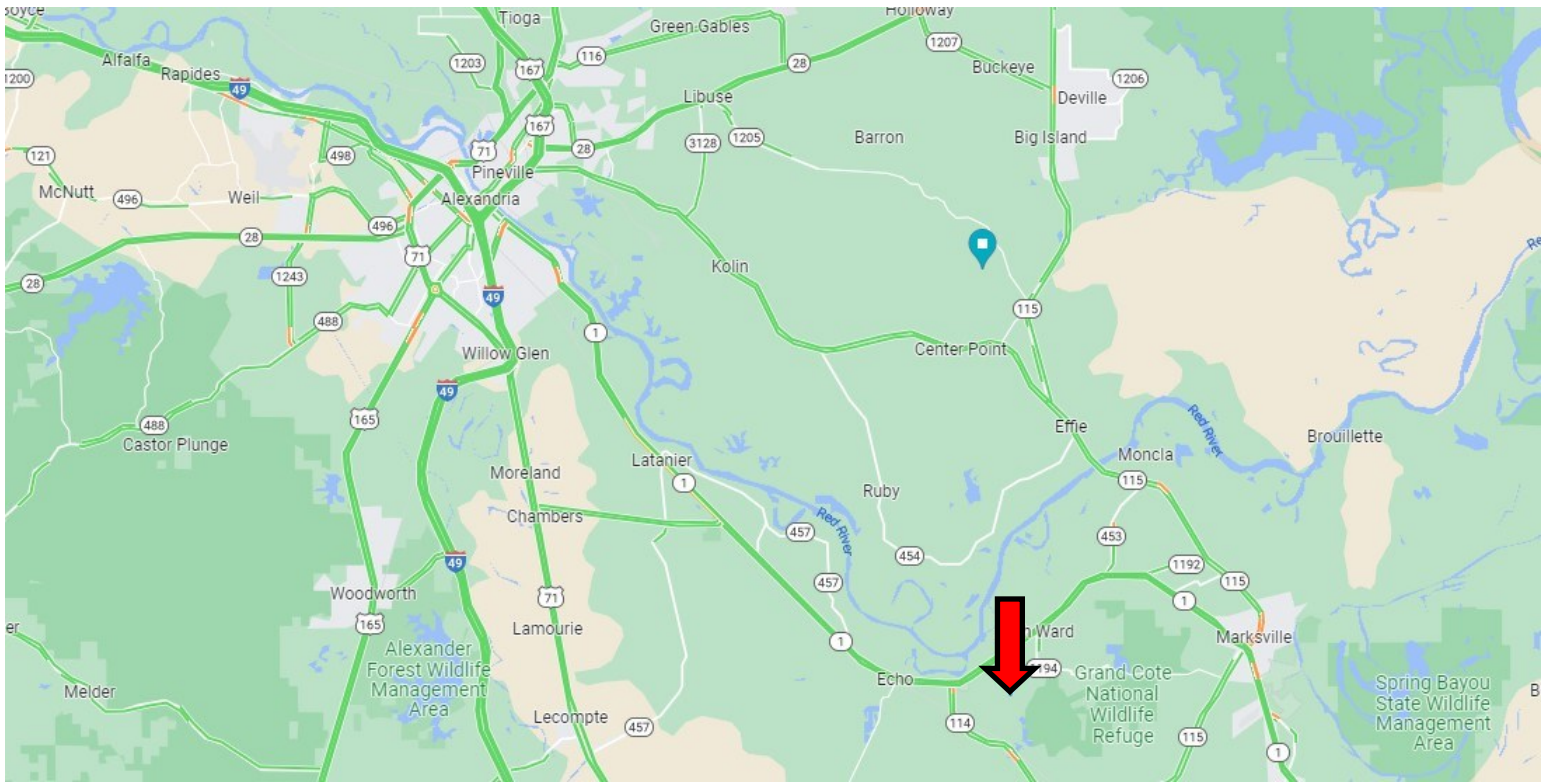 Boyce
Tioga
Holloway
Green Gables
1207
Alfalfa
Rapides
1203
167
116
28
Buckeye
1200
49
1206
Libuse
Deville
167
121
498
71
28
3128
1205
Barron
Big Island
Pineville
McNutt
496
Weil
Alexandria
496
28
71
Kolin
28
1243
49
115
488
1
Willow Glen
Center Point
49
165
488
Castor Plunge
Effie
Red River
Brouillette
Moncla
Latanier
Moreland
1
Ruby
115
Chambers
Red River
457
453
454
49
1192
Woodworth
71
457
115
1
165
Lamourie
Ward
Marksville
1
Alexander
Forest Wildlife
Management
Area
Echo
1194
Grand Cote
National
Wildlife
Refuge
Spring Bayou
State Wildlife
Management
Area
Melder
Lecompte
457
114
115
1